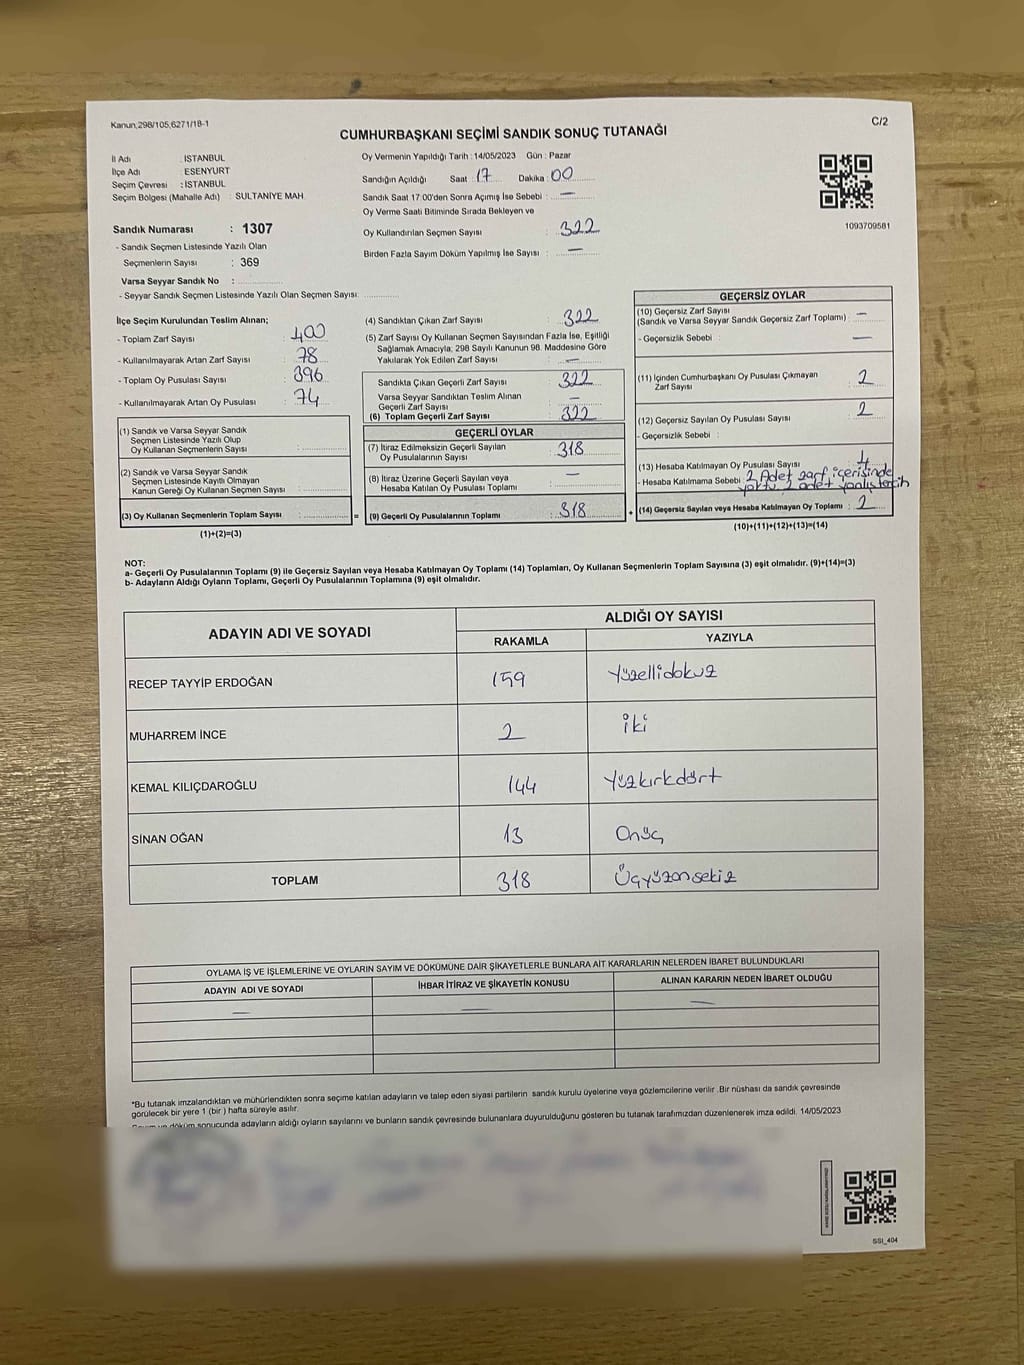 Kanun,298/105,6271/18-1
C/2
CUMHURBAŞKANI SEÇİMİ SANDIK SONUÇ TUTANAĞI
İl Adı : İSTANBUL
İlçe Adı : ESENYURT
Seçim Çevresi : İSTANBUL
Seçim Bölgesi (Mahalle Adı) : SULTANİYE MAH.
Oy Vermenin Yapıldığı Tarih : 14/05/2023 Gün : Pazar
Sandığın Açıldığı Saat : 17 Dakika : 00
Sandık Saat 17:00'den Sonra Açımış İse Sebebi : —
Oy Verme Saati Bitiminde Sırada Bekleyen ve
Oy Kullandırılan Seçmen Sayısı : 322
Birden Fazla Sayım Döküm Yapılmış İse Sayısı : —
1093709581
Sandık Numarası : 1307
- Sandık Seçmen Listesinde Yazılı Olan
Seçmenlerin Sayısı : 369
Varsa Seyyar Sandık No :
- Seyyar Sandık Seçmen Listesinde Yazılı Olan Seçmen Sayısı:
İlçe Seçim Kurulundan Teslim Alınan;
- Toplam Zarf Sayısı : 400
- Kullanılmayarak Artan Zarf Sayısı : 78
- Toplam Oy Pusulası Sayısı : 396
- Kullanılmayarak Artan Oy Pusulası : 74
(1) Sandık ve Varsa Seyyar Sandık
Seçmen Listesinde Yazılı Olup
Oy Kullanan Seçmenlerin Sayısı :
(2) Sandık ve Varsa Seyyar Sandık
Seçmen Listesinde Kayıtlı Olmayan
Kanun Gereği Oy Kullanan Seçmen Sayısı :
(3) Oy Kullanan Seçmenlerin Toplam Sayısı :
(1)+(2)=(3)
=
(4) Sandıktan Çıkan Zarf Sayısı : 322
(5) Zarf Sayısı Oy Kullanan Seçmen Sayısından Fazla İse, Eşitliği
Sağlamak Amacıyla; 298 Sayılı Kanunun 98. Maddesine Göre
Yakılarak Yok Edilen Zarf Sayısı : —
Sandıkta Çıkan Geçerli Zarf Sayısı : 322
Varsa Seyyar Sandıktan Teslim Alınan
Geçerli Zarf Sayısı : —
(6) Toplam Geçerli Zarf Sayısı : 322
GEÇERLİ OYLAR
(7) İtiraz Edilmeksizin Geçerli Sayılan
Oy Pusulalarının Sayısı : 318
(8) İtiraz Üzerine Geçerli Sayılan veya
Hesaba Katılan Oy Pusulası Toplamı : —
(9) Geçerli Oy Pusulalarının Toplamı : 318
+
GEÇERSİZ OYLAR
(10) Geçersiz Zarf Sayısı
(Sandık ve Varsa Seyyar Sandık Geçersiz Zarf Toplamı) : —
- Geçersizlik Sebebi : —
(11) İçinden Cumhurbaşkanı Oy Pusulası Çıkmayan
Zarf Sayısı : 2
(12) Geçersiz Sayılan Oy Pusulası Sayısı : 2
- Geçersizlik Sebebi :
(13) Hesaba Katılmayan Oy Pusulası Sayısı : 4
- Hesaba Katılmama Sebebi : 2 Adet zarf içerisinde
yoktu 2 adet yanlış tercih
(14) Geçersiz Sayılan veya Hesaba Katılmayan Oy Toplamı : 2
(10)+(11)+(12)+(13)=(14)
NOT:
a- Geçerli Oy Pusulalarının Toplamı (9) ile Geçersiz Sayılan veya Hesaba Katılmayan Oy Toplamı (14) Toplamları, Oy Kullanan Seçmenlerin Toplam Sayısına (3) eşit olmalıdır. (9)+(14)=(3)
b- Adayların Aldığı Oyların Toplamı, Geçerli Oy Pusulalarının Toplamına (9) eşit olmalıdır.
ADAYIN ADI VE SOYADI
ALDIĞI OY SAYISI
RAKAMLA YAZIYLA
RECEP TAYYİP ERDOĞAN 159 Yüzellidokuz
MUHARREM İNCE 2 İki
KEMAL KILIÇDAROĞLU 144 Yüzkırkdört
SİNAN OĞAN 13 Onüç
TOPLAM 318 Üçyüzonsekiz
OYLAMA İŞ VE İŞLEMLERİNE VE OYLARIN SAYIM VE DÖKÜMÜNE DAİR ŞİKAYETLERLE BUNLARA AİT KARARLARIN NELERDEN İBARET BULUNDUKLARI
ADAYIN ADI VE SOYADI İHBAR İTİRAZ VE ŞİKAYETİN KONUSU ALINAN KARARIN NEDEN İBARET OLDUĞU
— — —
*Bu tutanak imzalandıktan ve mühürlendikten sonra seçime katılan adayların ve talep eden siyasi partilerin sandık kurulu üyelerine veya gözlemcilerine verilir .Bir nüshası da sandık çevresinde
görülecek bir yere 1 (bir ) hafta süreyle asılır.
döküm sonucunda adayların aldığı oyların sayılarını ve bunların sandık çevresinde bulunanlara duyurulduğunu gösteren bu tutanak tarafımızdan düzenlenerek imza edildi. 14/05/2023
SSI_404